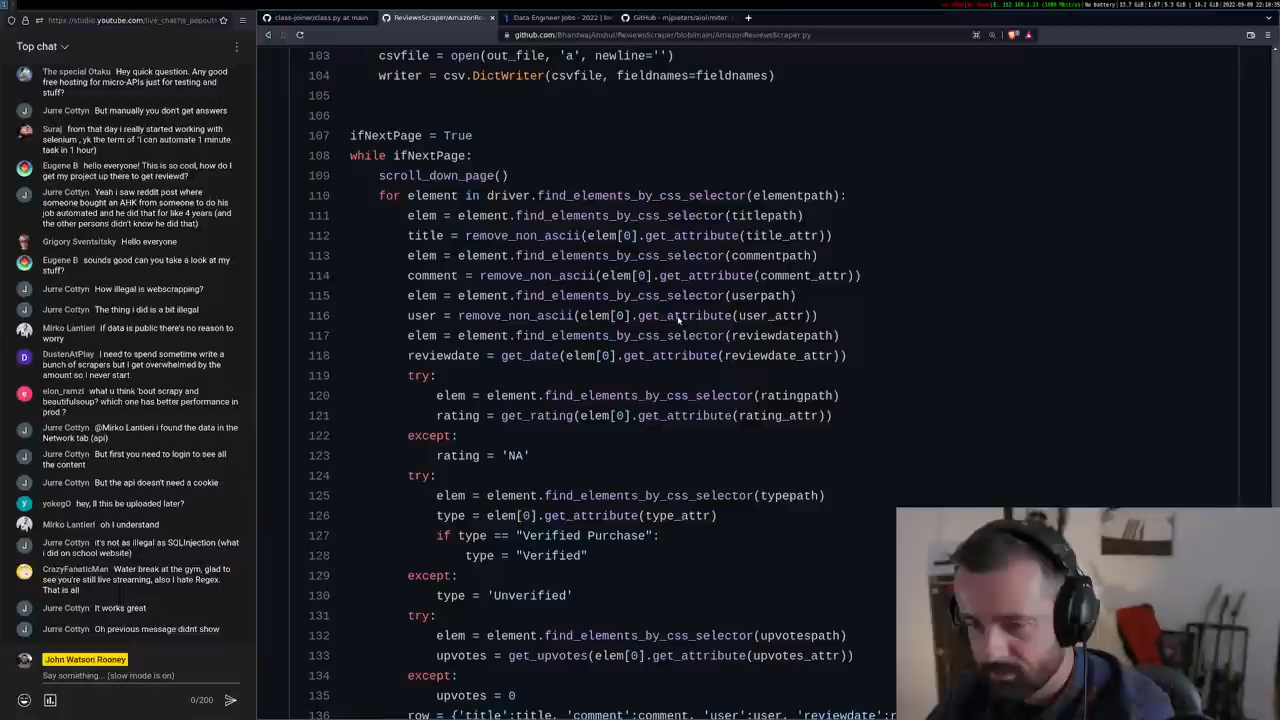 https://studio.youtube.com/live_chat?is_popout=
Top chat
The special Otaku Hey quick question. Any good
free hosting for micro-APIs just for testing and
stuff?
Jurre Cottyn But manually you don't get answers
Suraj from that day i really started working with
selenium , yk the term of "i can automate 1 minute
task in 1 hour)
Eugene B hello everyone! This is so cool, how do I
get my project up there to get reviewd?
Jurre Cottyn Yeah i saw reddit post where
someone bought an AHK from someone to do his
job automated and he did that for like 4 years (and
the other persons didn't know he did that)
Grigory Sventsitsky Hello everyone
Eugene B sounds good can you take a look at my
stuff?
Jurre Cottyn How illegal is webscrapping?
Jurre Cottyn The thing i did is a bit illegal
Mirko Lantieri if data is public there's no reason to
worry
DustenAtPlay I need to spend sometime write a
bunch of scrapers but I get overwhelmed by the
amount so I never start
elon_ramzi what u think 'bout scrapy and
beautifulsoup? which one has better performance in
prod ?
Jurre Cottyn @Mirko Lantieri i found the data in the
Network tab (api)
Jurre Cottyn But first you need to login to see all
the content
Jurre Cottyn But the api doesn't need a cookie
yokegO hey, ll this be uploaded later?
Mirko Lantieri oh I understand
Jurre Cottyn it's not as illegal as SQLInjection (what
i did on school website)
CrazyFanaticMan Water break at the gym, glad to
see you're still live streaming, also I hate Regex.
That is all
Jurre Cottyn It works great
Jurre Cottyn Oh previous message didnt show
John Watson Rooney
Say something... (slow mode is on)
0/200
class-joiner/class.py at main
ReviewsScraper/AmazonRev
Data Engineer Jobs - 2022 | in
GitHub - mjpieters/aiolimiter
github.com/BhardwajAnshul/ReviewsScraper/blob/main/AmazonReviewsScraper.py
103 csvfile = open(out_file, 'a', newline='')
104 writer = csv.DictWriter(csvfile, fieldnames=fieldnames)
105
106
107 ifNextPage = True
108 while ifNextPage:
109 scroll_down_page()
110 for element in driver.find_elements_by_css_selector(elementpath):
111 elem = element.find_elements_by_css_selector(titlepath)
112 title = remove_non_ascii(elem[0].get_attribute(title_attr))
113 elem = element.find_elements_by_css_selector(commentpath)
114 comment = remove_non_ascii(elem[0].get_attribute(comment_attr))
115 elem = element.find_elements_by_css_selector(userpath)
116 user = remove_non_ascii(elem[0].get_attribute(user_attr))
117 elem = element.find_elements_by_css_selector(reviewdatepath)
118 reviewdate = get_date(elem[0].get_attribute(reviewdate_attr))
119 try:
120 elem = element.find_elements_by_css_selector(ratingpath)
121 rating = get_rating(elem[0].get_attribute(rating_attr))
122 except:
123 rating = 'NA'
124 try:
125 elem = element.find_elements_by_css_selector(typepath)
126 type = elem[0].get_attribute(type_attr)
127 if type == "Verified Purchase":
128 type = "Verified"
129 except:
130 type = 'Unverified'
131 try:
132 elem = element.find_elements_by_css_selector(upvotespath)
133 upvotes = get_upvotes(elem[0].get_attribute(upvotes_attr))
134 except:
135 upvotes = 0
136 row = {'title':title, 'comment':comment, 'user':user, 'reviewdate':r